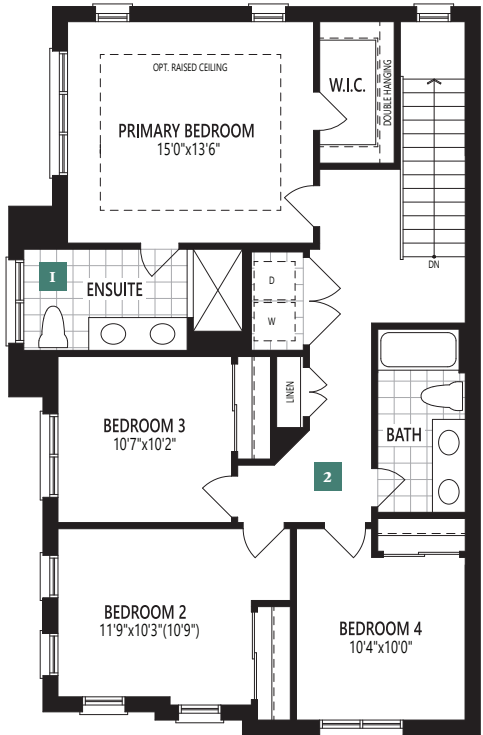 OPT. RAISED CEILING
PRIMARY BEDROOM
15'0"x13'6"
W.I.C.
DOUBLE HANGING
DN
1
ENSUITE
D
W
LINEN
BEDROOM 3
10'7"x10'2"
BATH
2
BEDROOM 2
11'9"x10'3"(10'9")
BEDROOM 4
10'4"x10'0"